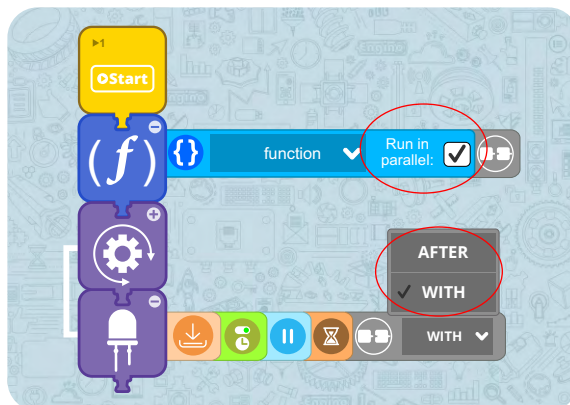 1
Start
(f)
{}
function
Run in
parallel:
AFTER
WITH
WITH